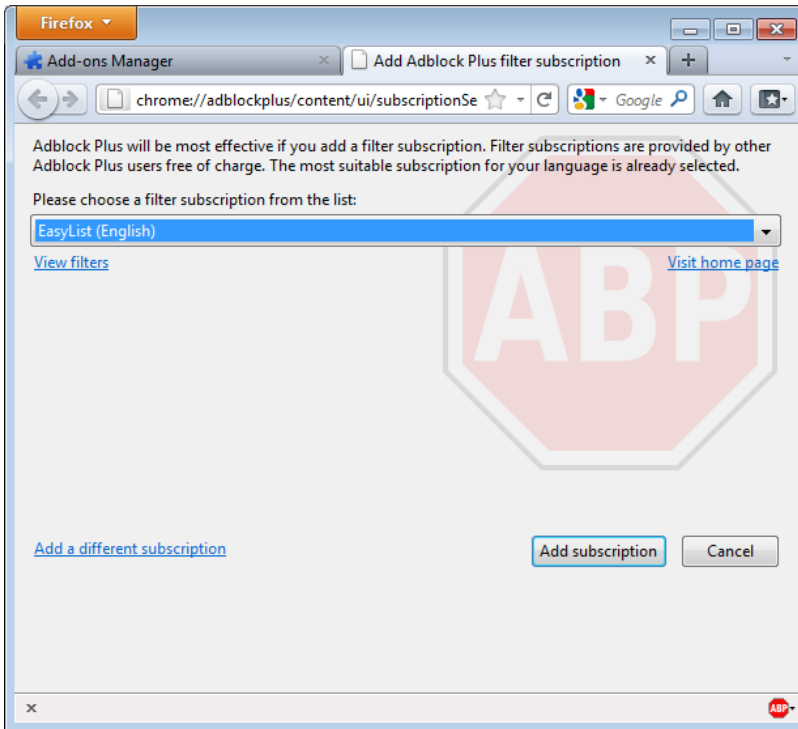 Firefox
Add-ons Manager
Add Adblock Plus filter subscription
chrome://adblockplus/content/ui/subscriptionSe
Google
Adblock Plus will be most effective if you add a filter subscription. Filter subscriptions are provided by other
Adblock Plus users free of charge. The most suitable subscription for your language is already selected.
Please choose a filter subscription from the list:
EasyList (English)
View filters
Visit home page
ABP
Add a different subscription
Add subscription
Cancel
ABP